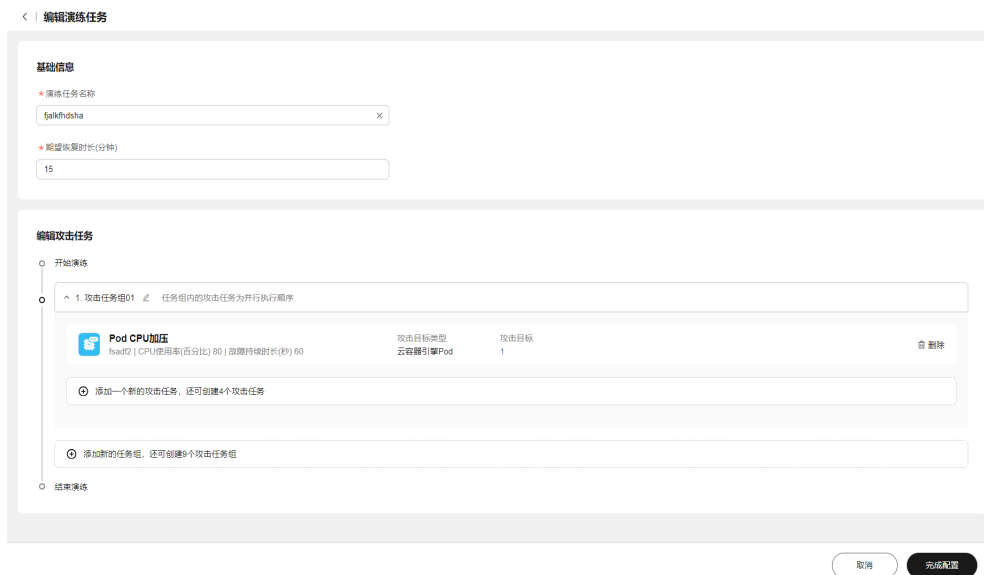 编辑演练任务
基础信息
* 演练任务名称
fjalkfhdsha
* 期望恢复时长(分钟)
15
编辑攻击任务
开始演练
1. 攻击任务组01 任务组内的攻击任务为并行执行顺序
Pod CPU加压 攻击目标类型 攻击目标
fsadf2 | CPU使用率(百分比) 80 | 故障持续时长(秒) 60 云容器引擎Pod 1 删除
添加一个新的攻击任务，还可创建4个攻击任务
添加新的任务组，还可创建9个攻击任务组
结束演练
取消 完成配置